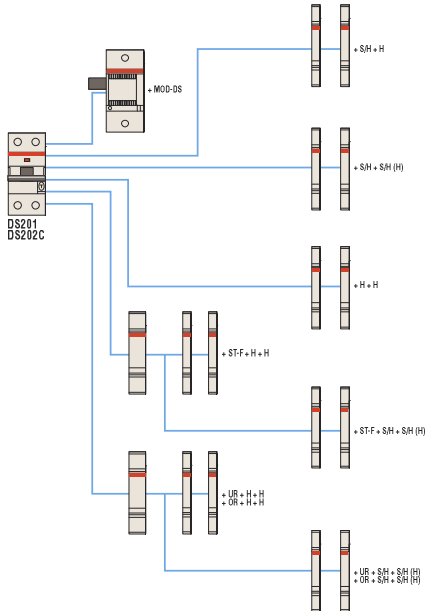 + S/H + H
+ MOD-DS
+ S/H + S/H (H)
DS201
DS202C
+ H + H
+ ST-F + H + H
+ ST-F + S/H + S/H (H)
+ UR + H + H
+ OR + H + H
+ UR + S/H + S/H (H)
+ OR + S/H + S/H (H)